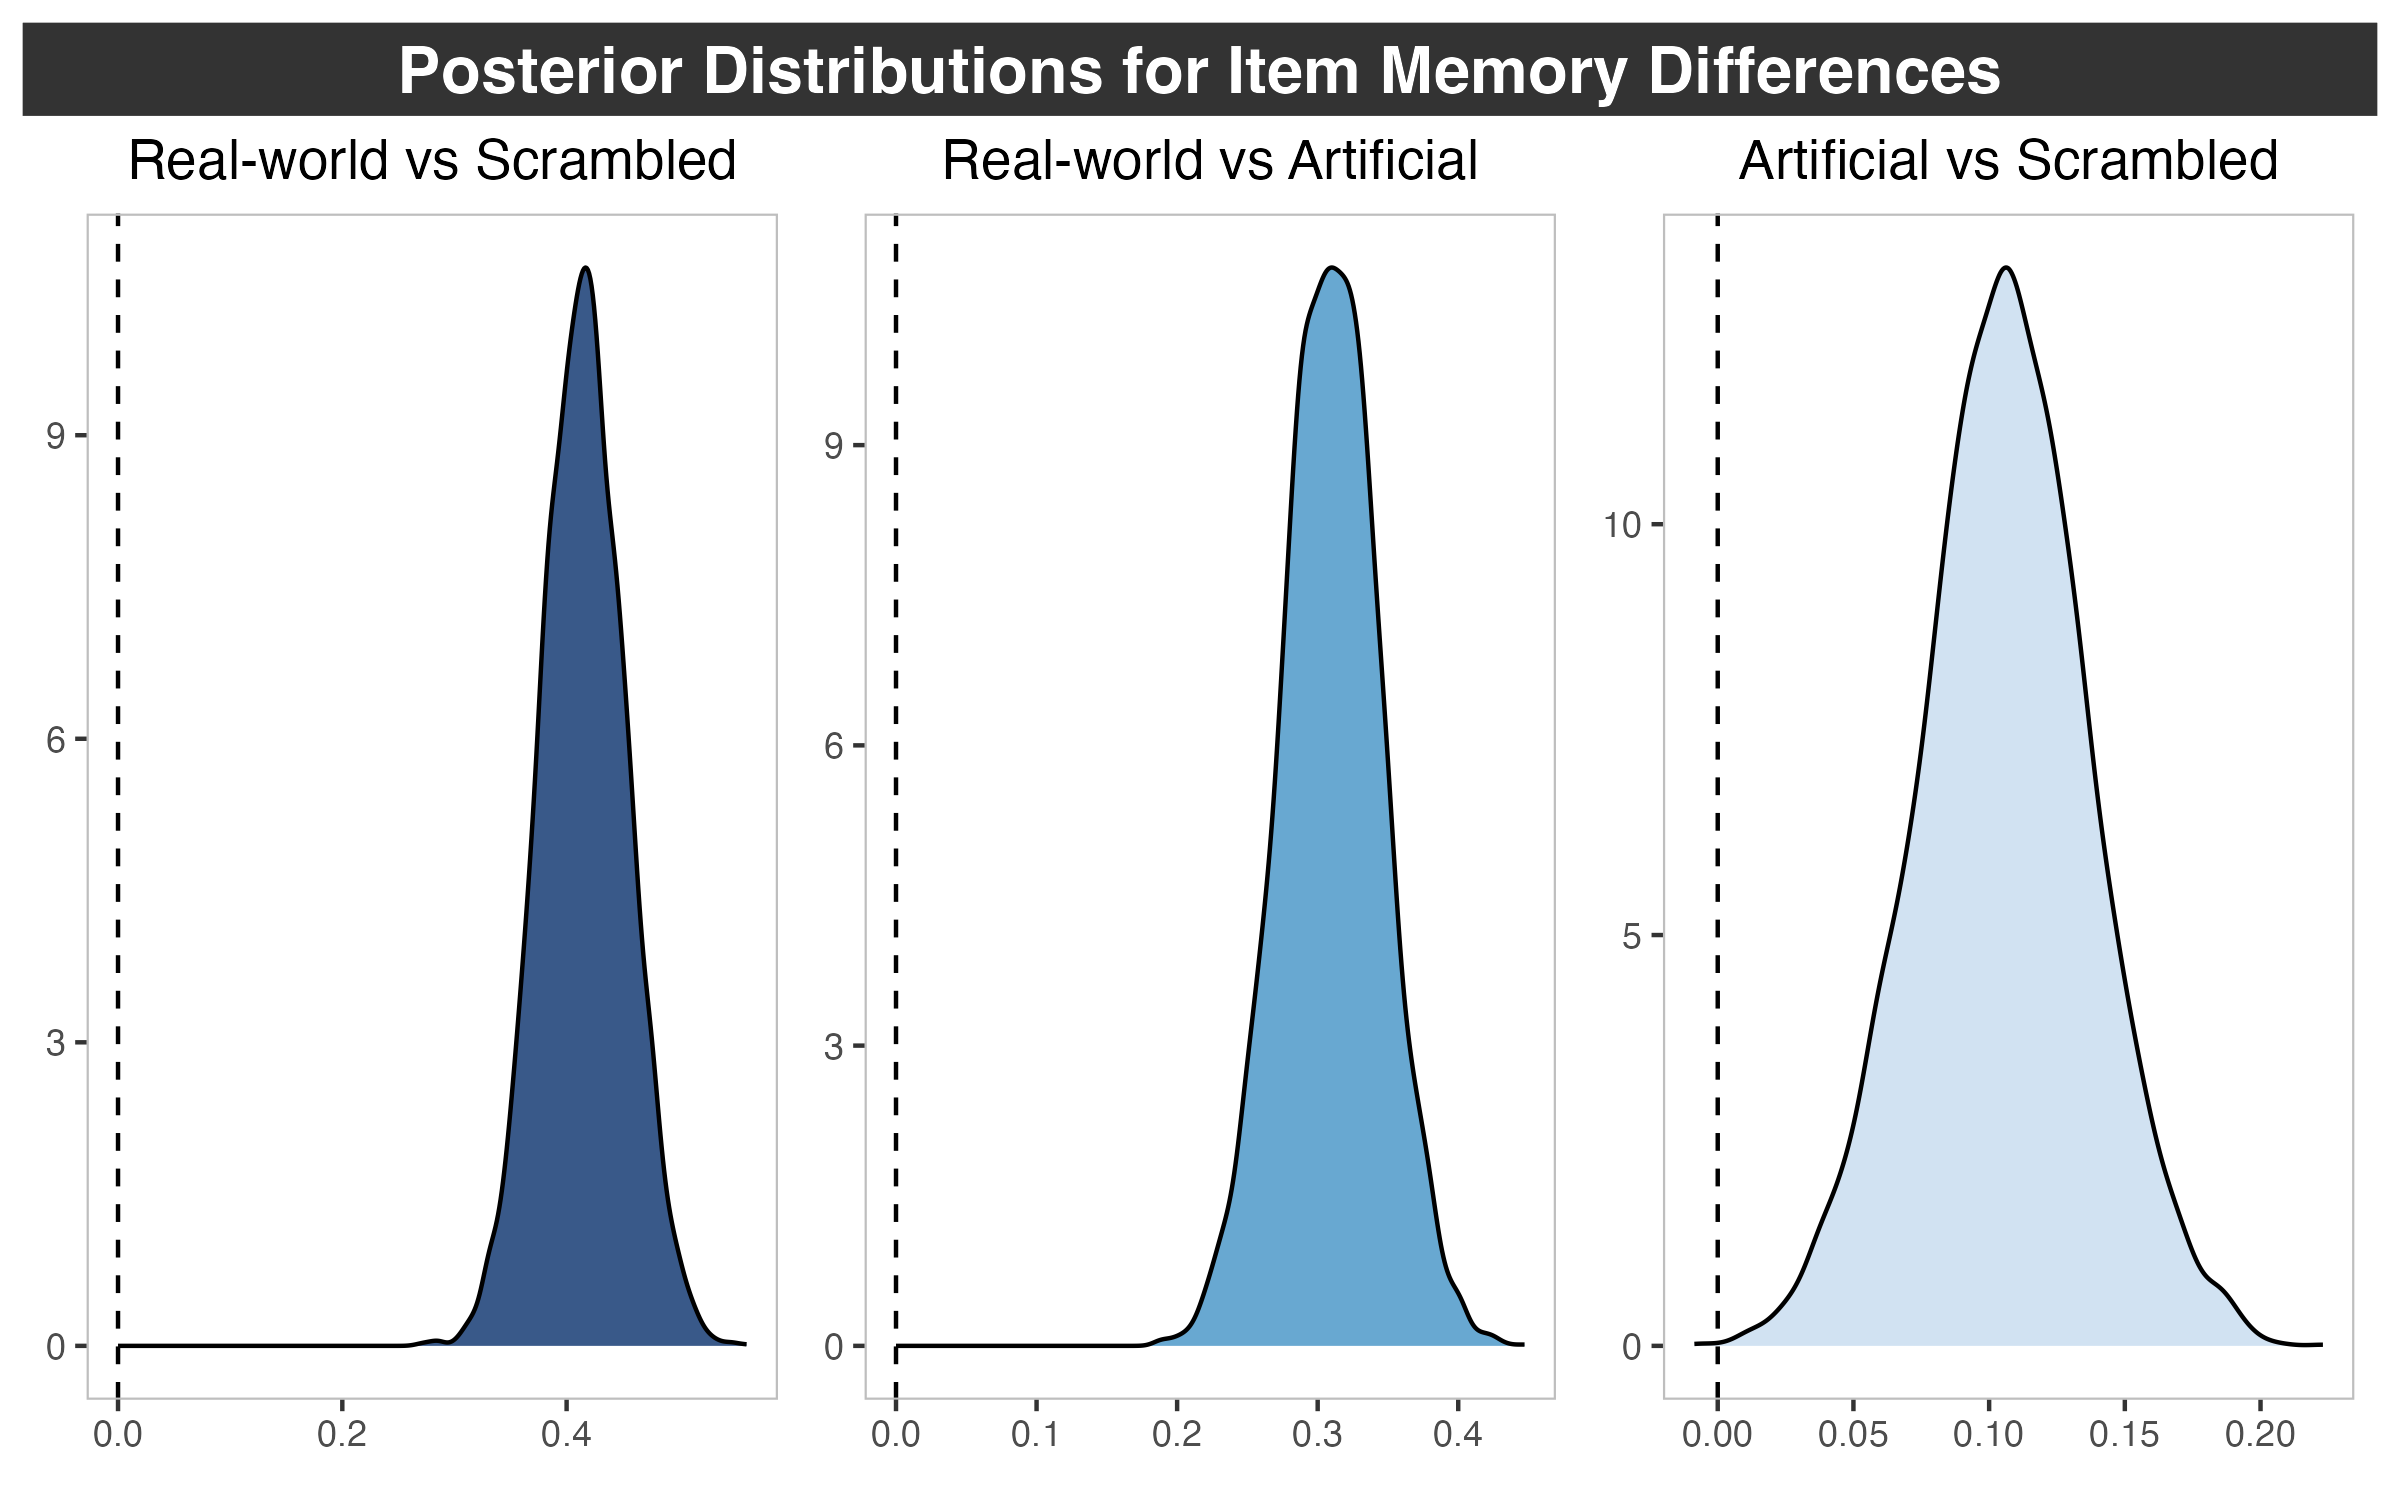 Posterior Distributions for Item Memory Differences
Real-world vs Scrambled
Real-world vs Artificial
Artificial vs Scrambled
9
6
3
0
0.0 0.2 0.4
9
6
3
0
0.0 0.1 0.2 0.3 0.4
10
5
0
0.00 0.05 0.10 0.15 0.20